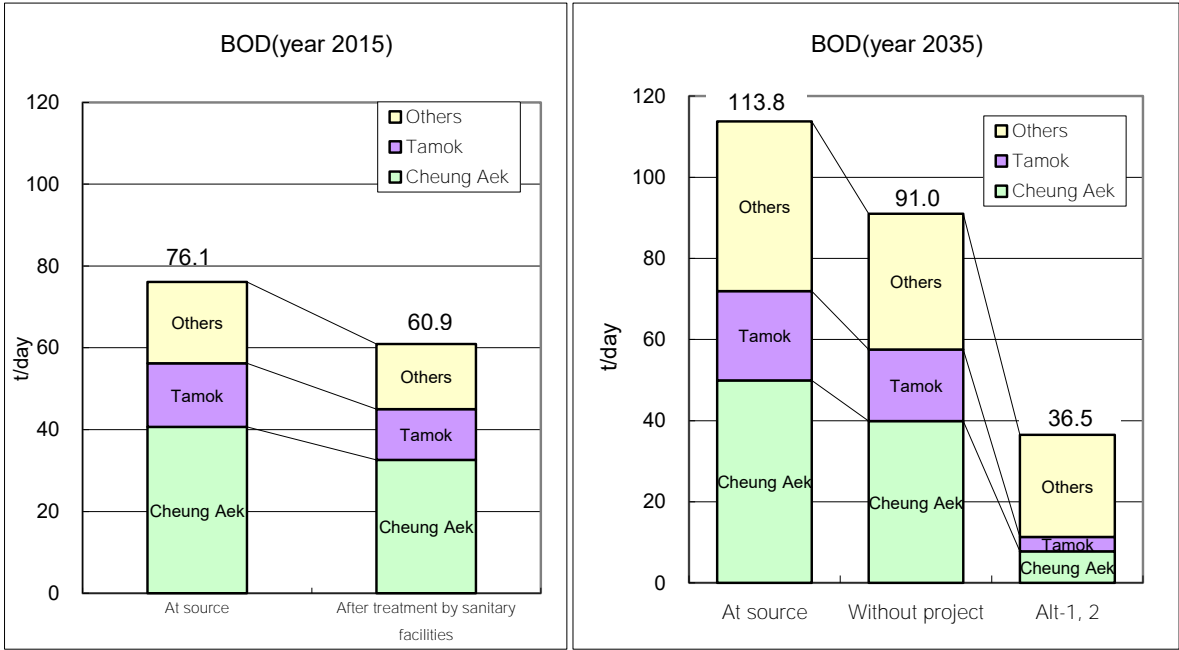 BOD(year 2015)
120
100
80
60
40
20
0
t/day
Others
Tamok
Cheung Aek
76.1
Others
Tamok
Cheung Aek
60.9
Others
Tamok
Cheung Aek
At source
After treatment by sanitary
facilities
BOD(year 2035)
120
100
80
60
40
20
0
t/day
Others
Tamok
Cheung Aek
113.8
Others
Tamok
Cheung Aek
91.0
Others
Tamok
Cheung Aek
36.5
Others
Tamok
Cheung Aek
At source
Without project
Alt-1, 2